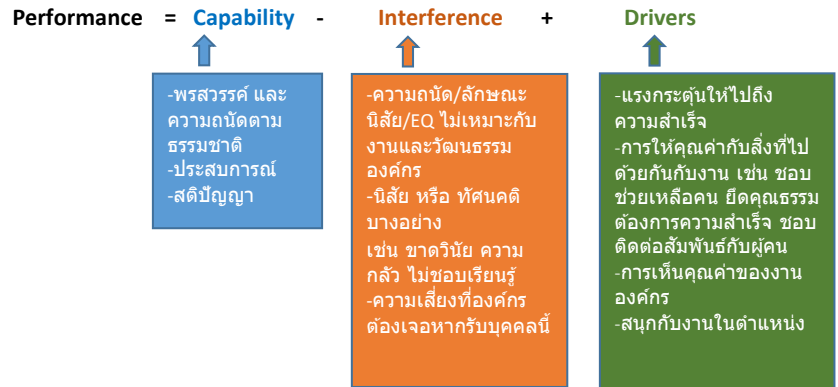 Performance = Capability - Interference + Drivers
-พรสวรรค์ และ
ความถนัดตาม
ธรรมชาติ
-ประสบการณ์
-สติปัญญา
-ความถนัด/ลักษณะ
นิสัย/EQ ไม่เหมาะกับ
งานและวัฒนธรรม
องค์กร
-นิสัย หรือ ทัศนคติ
บางอย่าง
เช่น ขาดวินัย ความ
กลัว ไม่ชอบเรียนรู้
-ความเสี่ยงที่องค์กร
ต้องเจอหากรับบุคคลนี้
-แรงกระตุ้นให้ไปถึง
ความสำเร็จ
-การให้คุณค่ากับสิ่งที่ไป
ด้วยกันกับงาน เช่น ชอบ
ช่วยเหลือคน ยึดคุณธรรม
ต้องการความสำเร็จ ชอบ
ติดต่อสัมพันธ์กับผู้คน
-การเห็นคุณค่าของงาน
องค์กร
-สนุกกับงานในตำแหน่ง